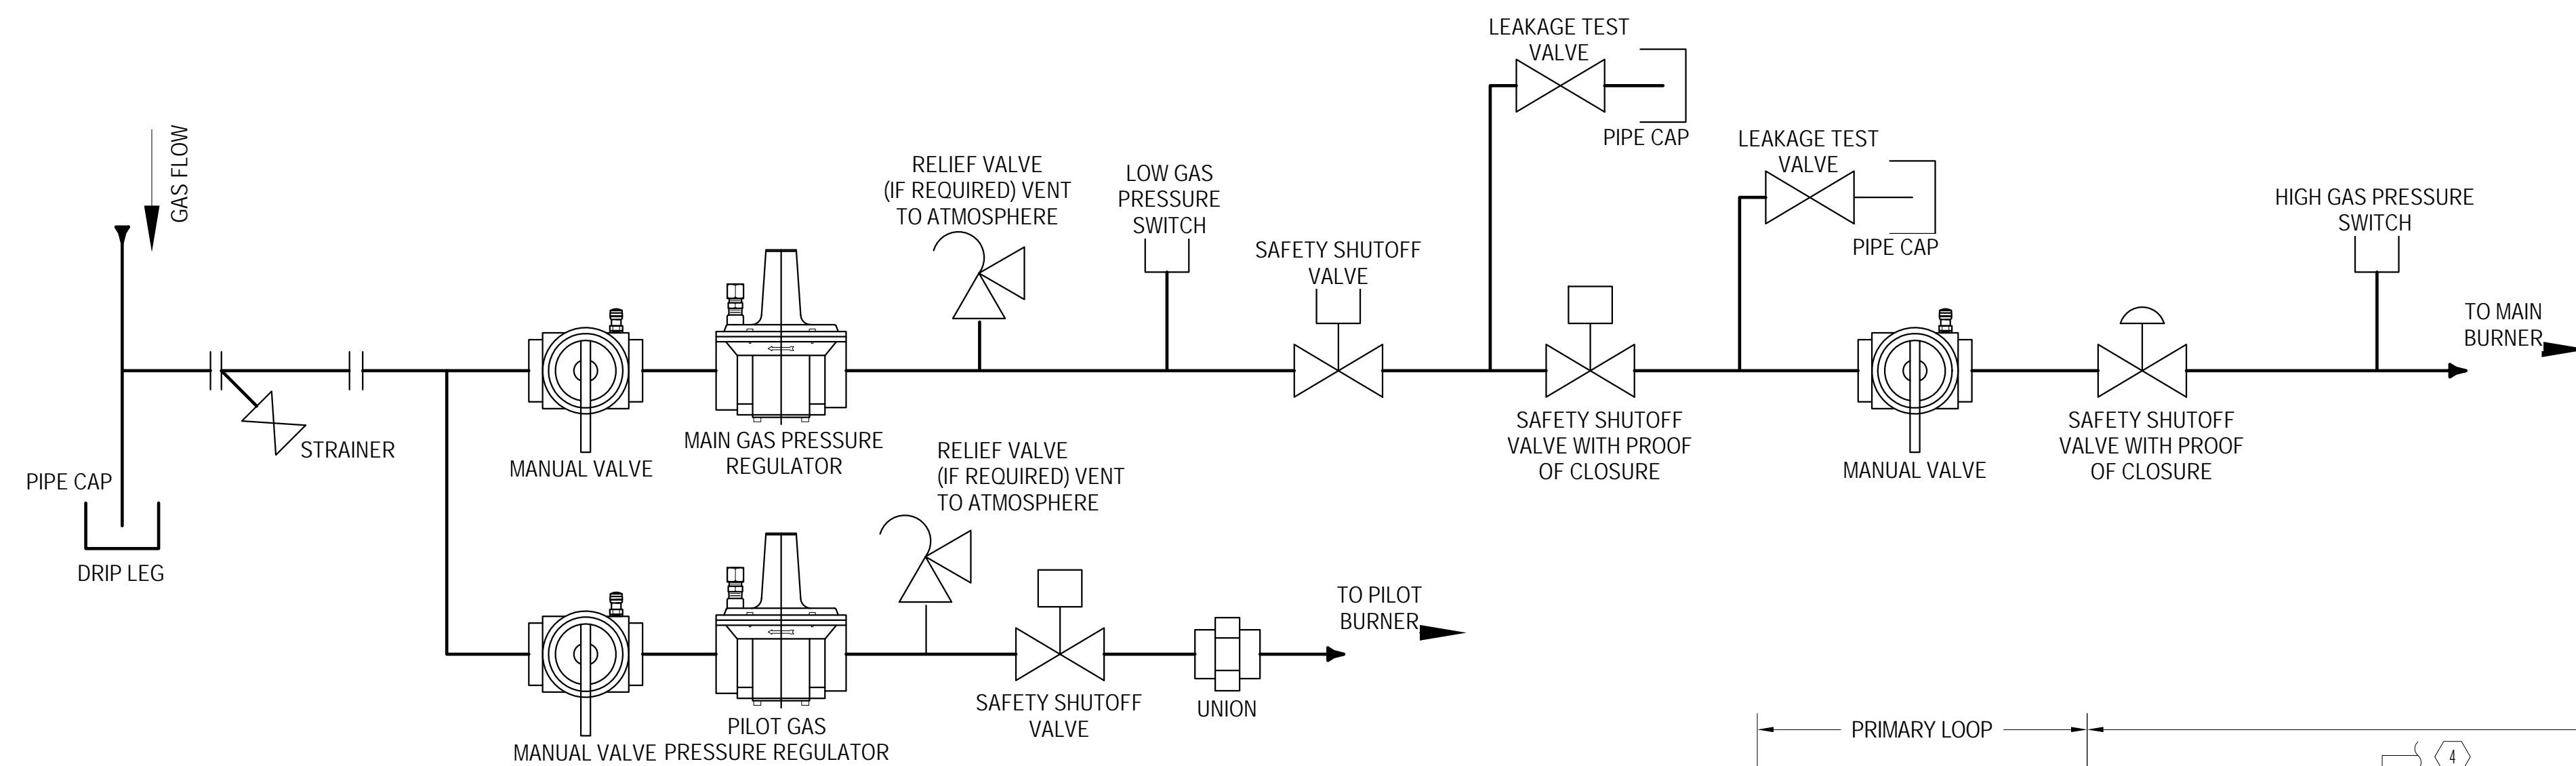 LEAKAGE TEST
VALVE
PIPE CAP
LEAKAGE TEST
VALVE
PIPE CAP
GAS FLOW
RELIEF VALVE
(IF REQUIRED) VENT
TO ATMOSPHERE
LOW GAS
PRESSURE
SWITCH
SAFETY SHUTOFF
VALVE
HIGH GAS PRESSURE
SWITCH
TO MAIN
BURNER
STRAINER
MANUAL VALVE
MAIN GAS PRESSURE
REGULATOR
SAFETY SHUTOFF
VALVE WITH PROOF
OF CLOSURE
MANUAL VALVE
SAFETY SHUTOFF
VALVE WITH PROOF
OF CLOSURE
PIPE CAP
DRIP LEG
RELIEF VALVE
(IF REQUIRED) VENT
TO ATMOSPHERE
TO PILOT
BURNER
MANUAL VALVE
PILOT GAS
PRESSURE REGULATOR
SAFETY SHUTOFF
VALVE
UNION
PRIMARY LOOP
4